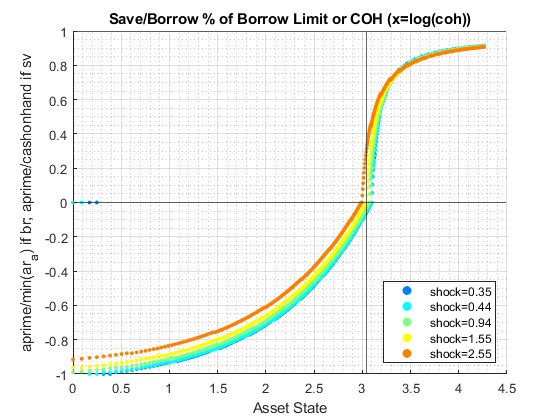 Save/Borrow % of Borrow Limit or COH (x=log(coh))
aprime/min(ar_a) if br; aprime/cashonhand if sv
1
0.8
0.6
0.4
0.2
0
-0.2
-0.4
-0.6
-0.8
-1
0 0.5 1 1.5 2 2.5 3 3.5 4 4.5
Asset State
shock=0.35
shock=0.44
shock=0.94
shock=1.55
shock=2.55